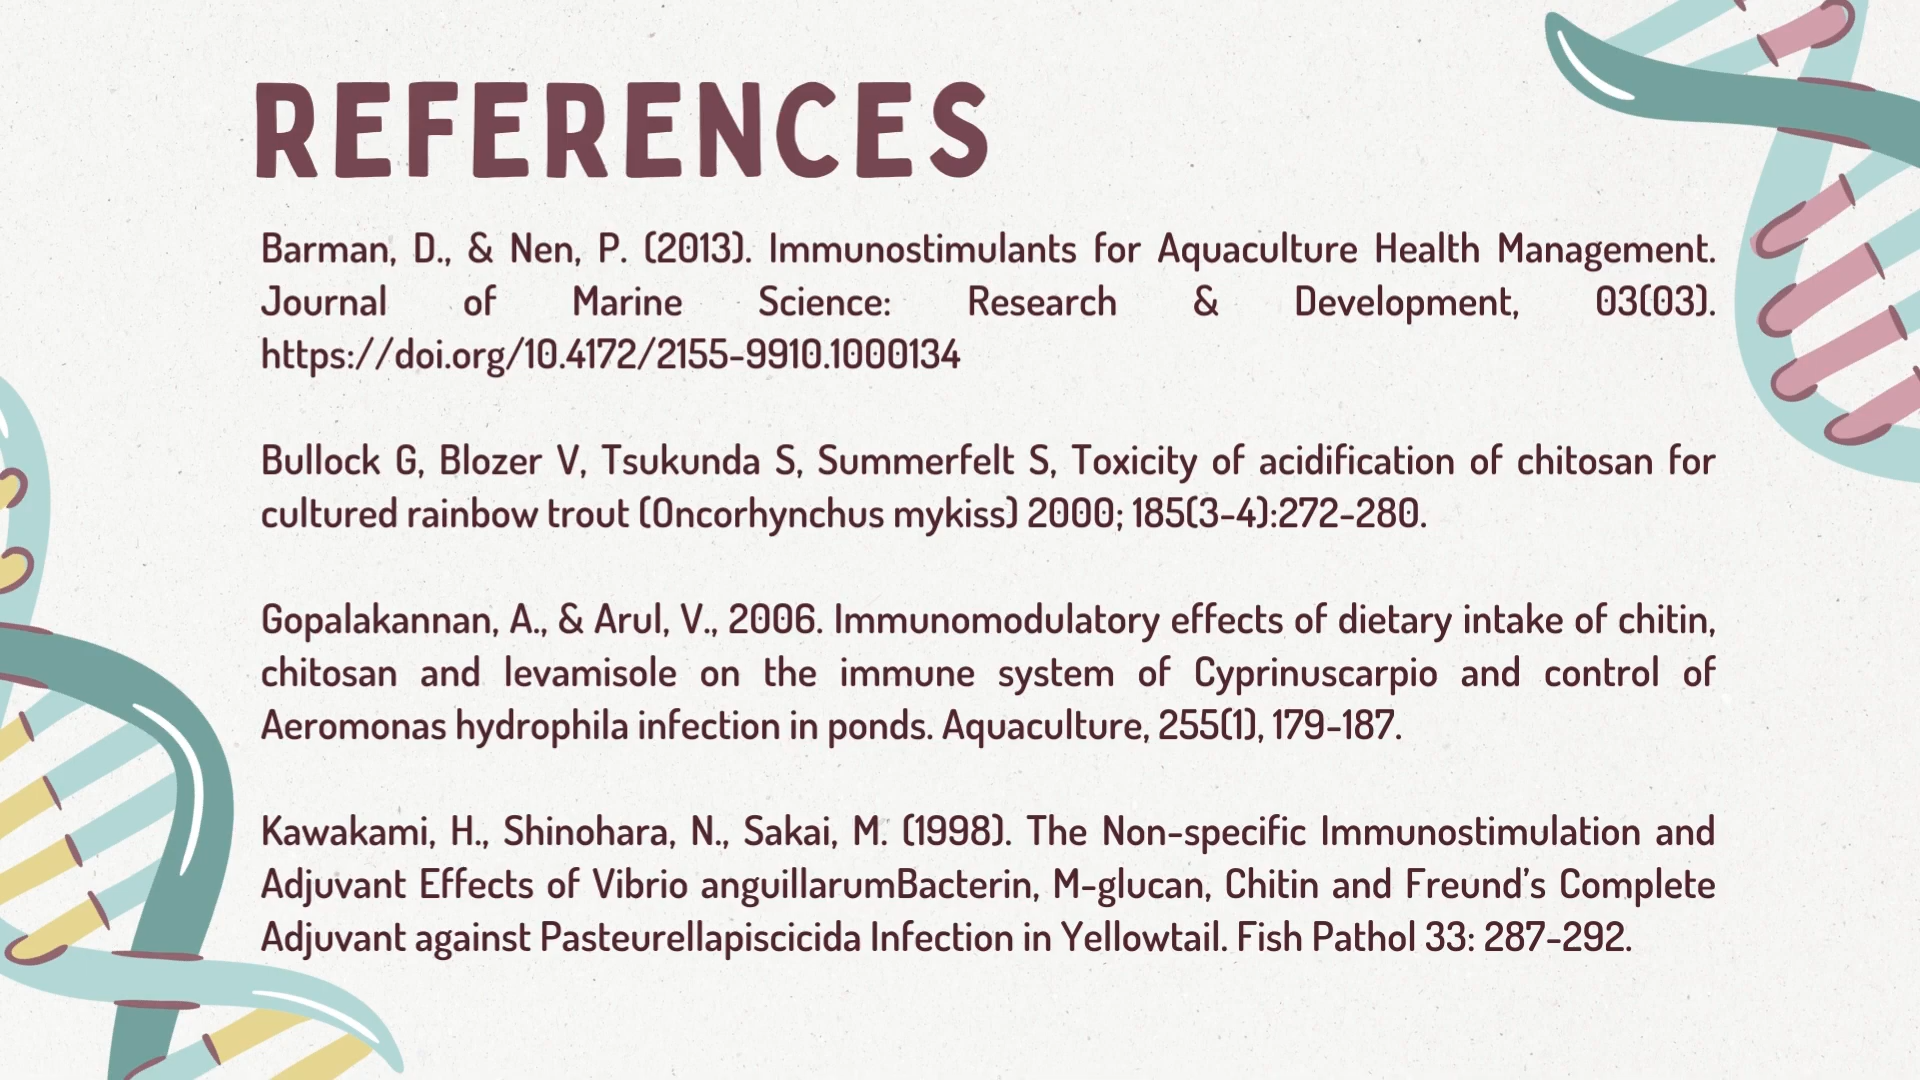 REFERENCES
Barman, D., & Nen, P. (2013). Immunostimulants for Aquaculture Health Management.
Journal of Marine Science: Research & Development, 03(03).
https://doi.org/10.4172/2155-9910.1000134
Bullock G, Blozer V, Tsukunda S, Summerfelt S, Toxicity of acidification of chitosan for
cultured rainbow trout (Oncorhynchus mykiss) 2000; 185(3-4):272-280.
Gopalakannan, A., & Arul, V., 2006. Immunomodulatory effects of dietary intake of chitin,
chitosan and levamisole on the immune system of Cyprinuscarpio and control of
Aeromonas hydrophila infection in ponds. Aquaculture, 255(1), 179-187.
Kawakami, H., Shinohara, N., Sakai, M. (1998). The Non-specific Immunostimulation and
Adjuvant Effects of Vibrio anguillarumBacterin, M-glucan, Chitin and Freund’s Complete
Adjuvant against Pasteurellapiscicida Infection in Yellowtail. Fish Pathol 33: 287-292.